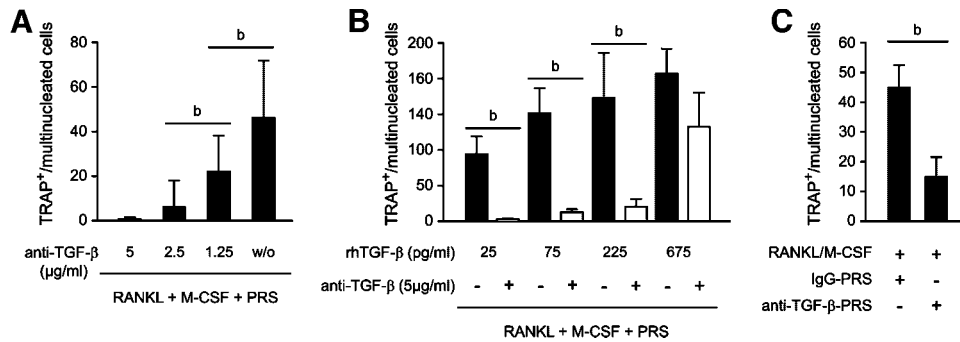 A
TRAP+/multinucleated cells
80
60
40
20
0
b
b
anti-TGF-β
(µg/ml)
5 2.5 1.25 w/o
RANKL + M-CSF + PRS
B
TRAP+/multinucleated cells
60
200
150
100
50
0
b
b
b
rhTGF-β (pg/ml) 25 75 225 675
anti-TGF-β (5µg/ml) - + - + - + - +
RANKL + M-CSF + PRS
C
TRAP+/multinucleated cells
60
50
40
30
20
10
0
b
RANKL/M-CSF + +
IgG-PRS + -
anti-TGF-β-PRS - +